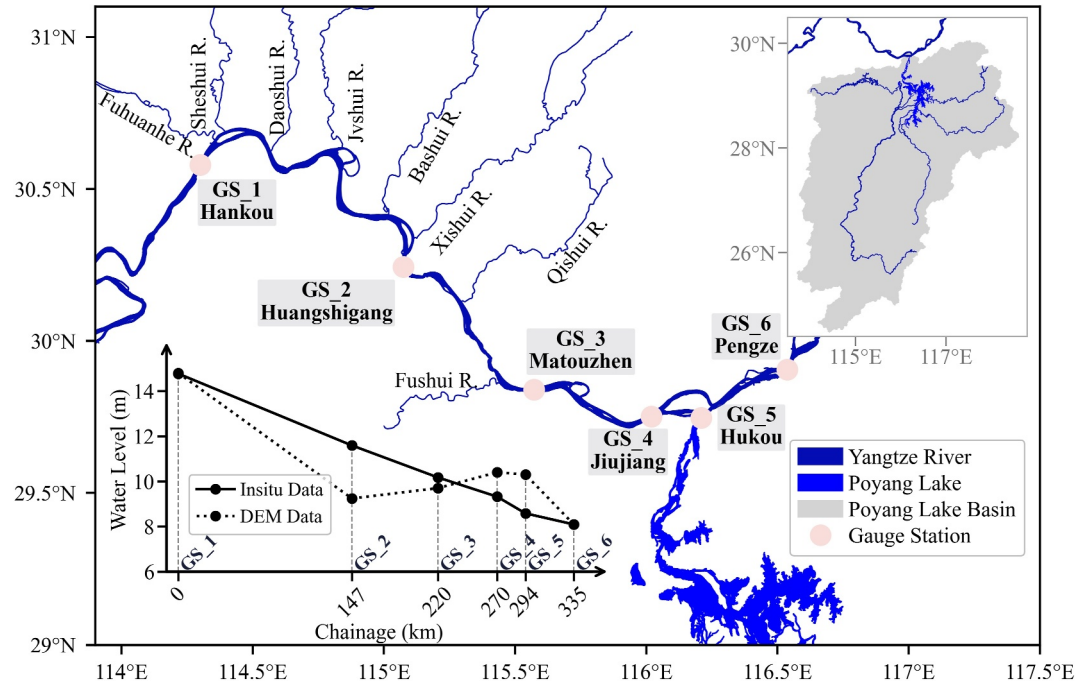 31°N
30.5°N
30°N
29.5°N
29°N
114°E
114.5°E
115°E
115.5°E
116°E
116.5°E
117°E
117.5°E
Fuhuanhe R.
Sheshui R.
Daoshui R.
Jvshui R.
Bashui R.
Xishui R.
Qishui R.
Fushui R.
GS_1
Hankou
GS_2
Huangshigang
GS_3
Matouzhen
GS_4
Jiujiang
GS_5
Hukou
GS_6
Pengze
30°N
28°N
26°N
115°E
117°E
Yangtze River
Poyang Lake
Poyang Lake Basin
Gauge Station
Water Level (m)
14
12
10
8
6
Insitu Data
DEM Data
GS_1
GS_2
GS_3
GS_4
GS_5
GS_6
0
147
220
270
294
335
Chainage (km)